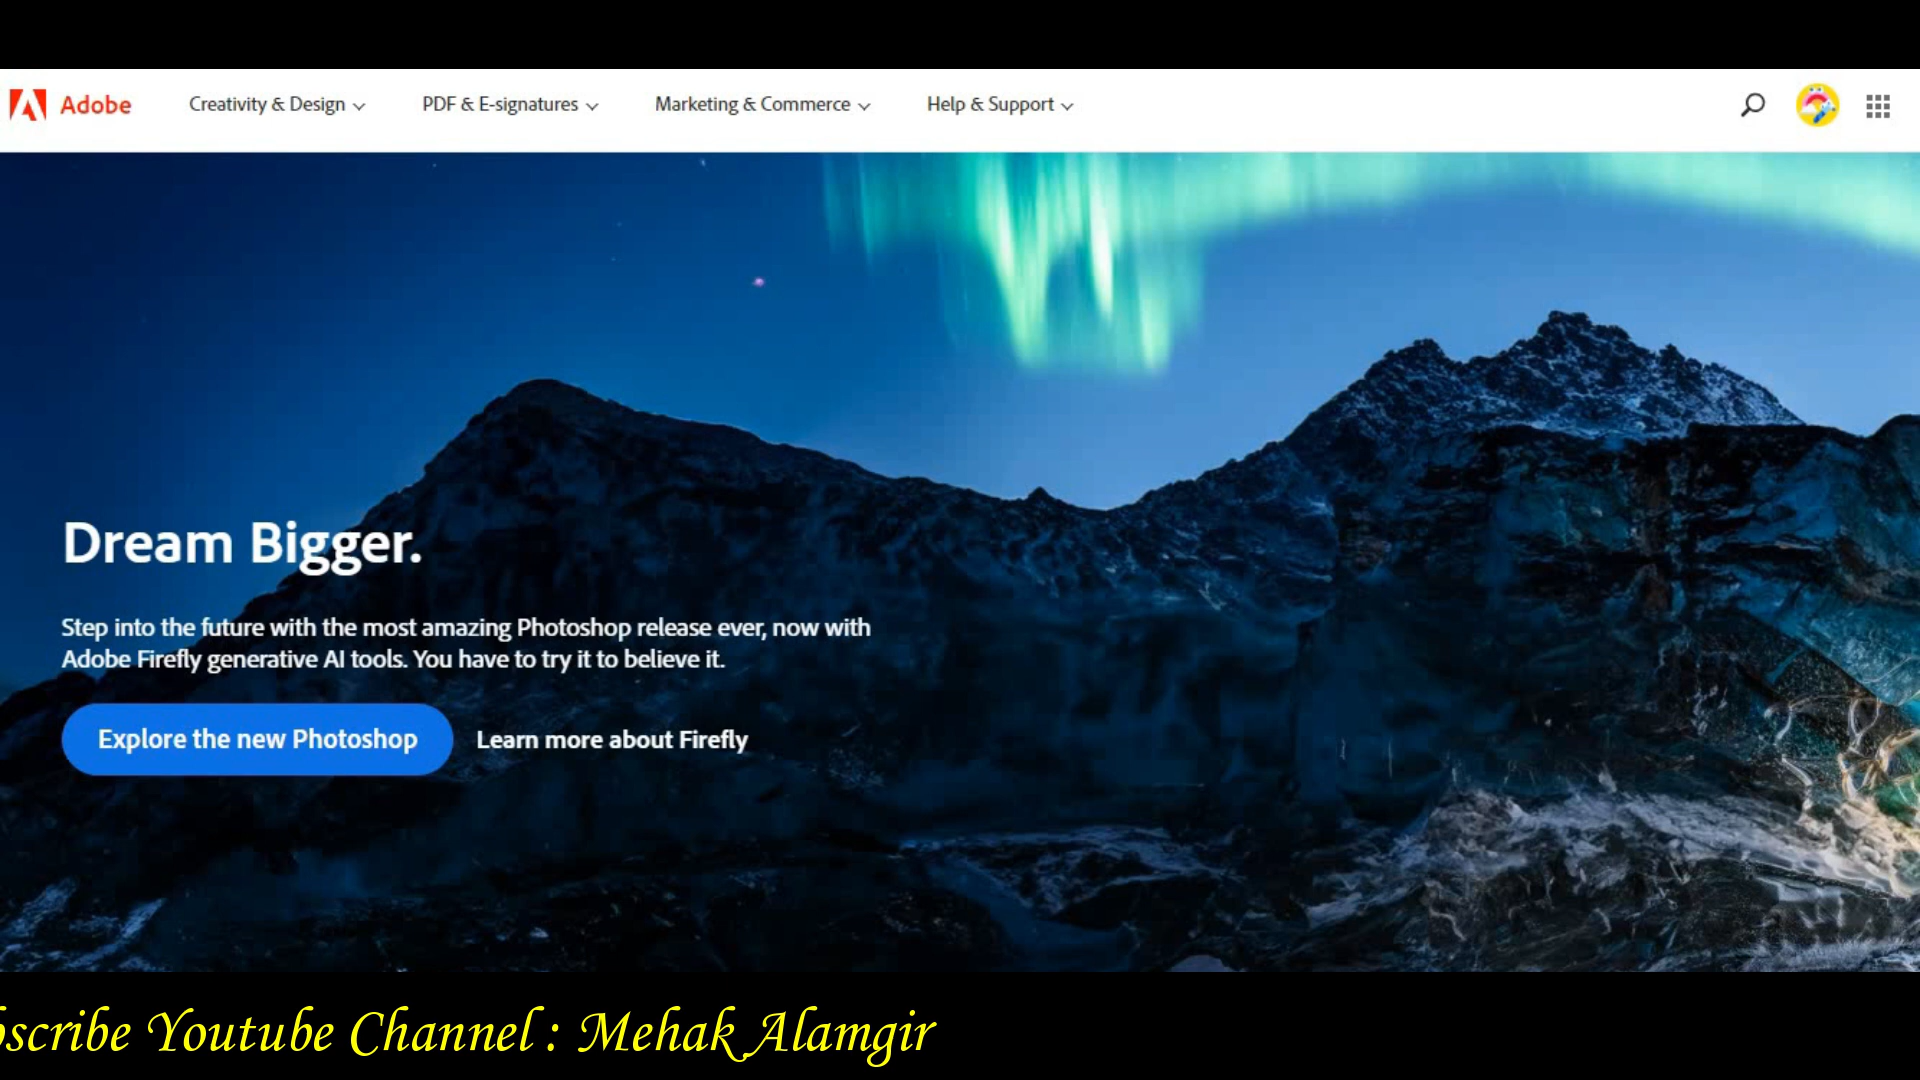 Adobe
Creativity & Design
PDF & E-signatures
Marketing & Commerce
Help & Support
Dream Bigger.
Step into the future with the most amazing Photoshop release ever, now with
Adobe Firefly generative AI tools. You have to try it to believe it.
Explore the new Photoshop
Learn more about Firefly
Youtube Channel : Mehak Alamgir